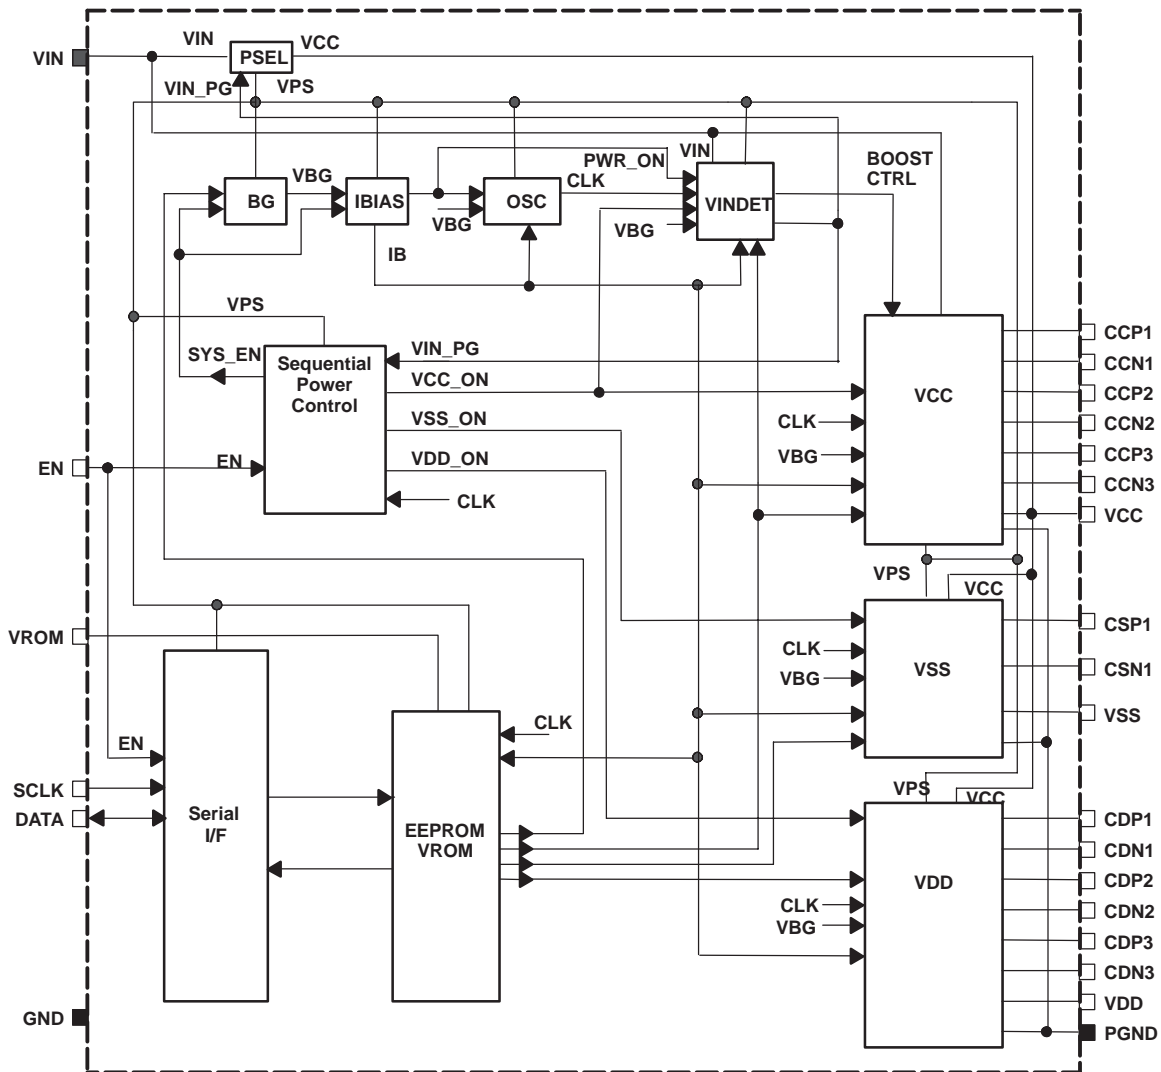 VIN
VCC
VIN
PSEL
VIN_PG
VPS
PWR_ON
VIN
BOOST
CTRL
VBG
CLK
BG
IBIAS
OSC
VINDET
VBG
VBG
IB
VPS
SYS_EN
Sequential
Power
Control
VIN_PG
VCC_ON
VSS_ON
VDD_ON
CLK
EN
EN
VCC
CLK
VBG
CCP1
CCN1
CCP2
CCN2
CCP3
CCN3
VCC
VPS
VCC
VROM
VSS
CLK
VBG
CSP1
CSN1
VSS
CLK
EN
SCLK
DATA
Serial
I/F
EEPROM
VROM
VPS
VCC
VDD
CLK
VBG
CDP1
CDN1
CDP2
CDN2
CDP3
CDN3
VDD
PGND
GND